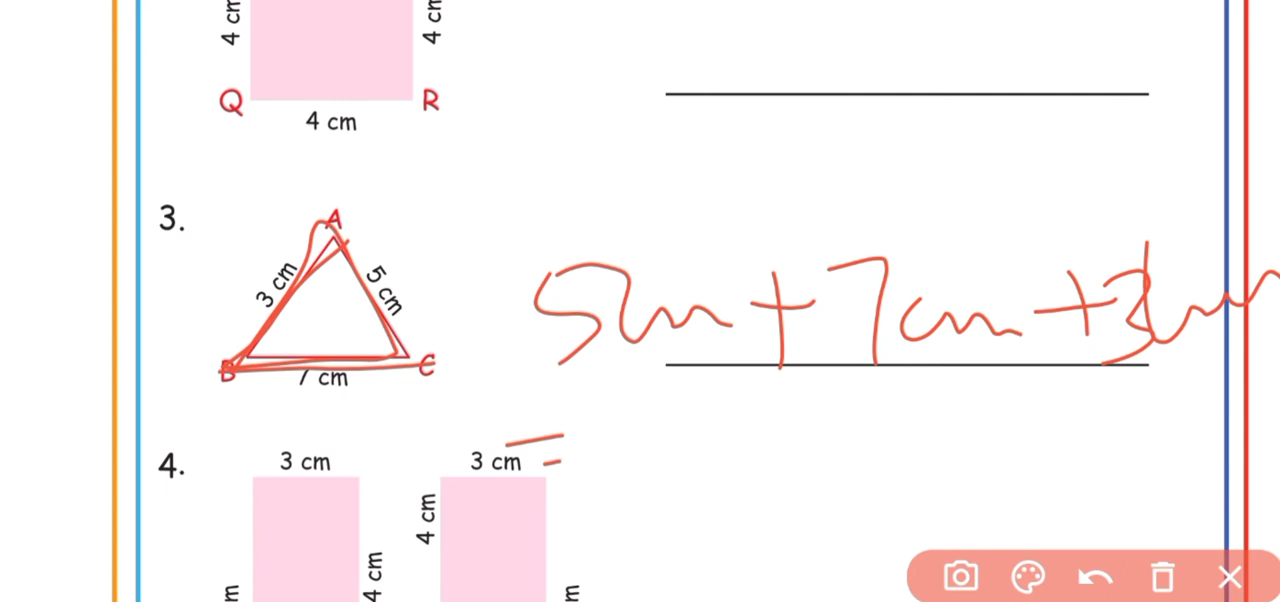 4 cm 4 cm
Q R
4 cm
3.
A
3 cm 5 cm
B C
7 cm
5cm + 7cm + 3cm
=
4.
3 cm 3 cm
4 cm
4 cm
m m